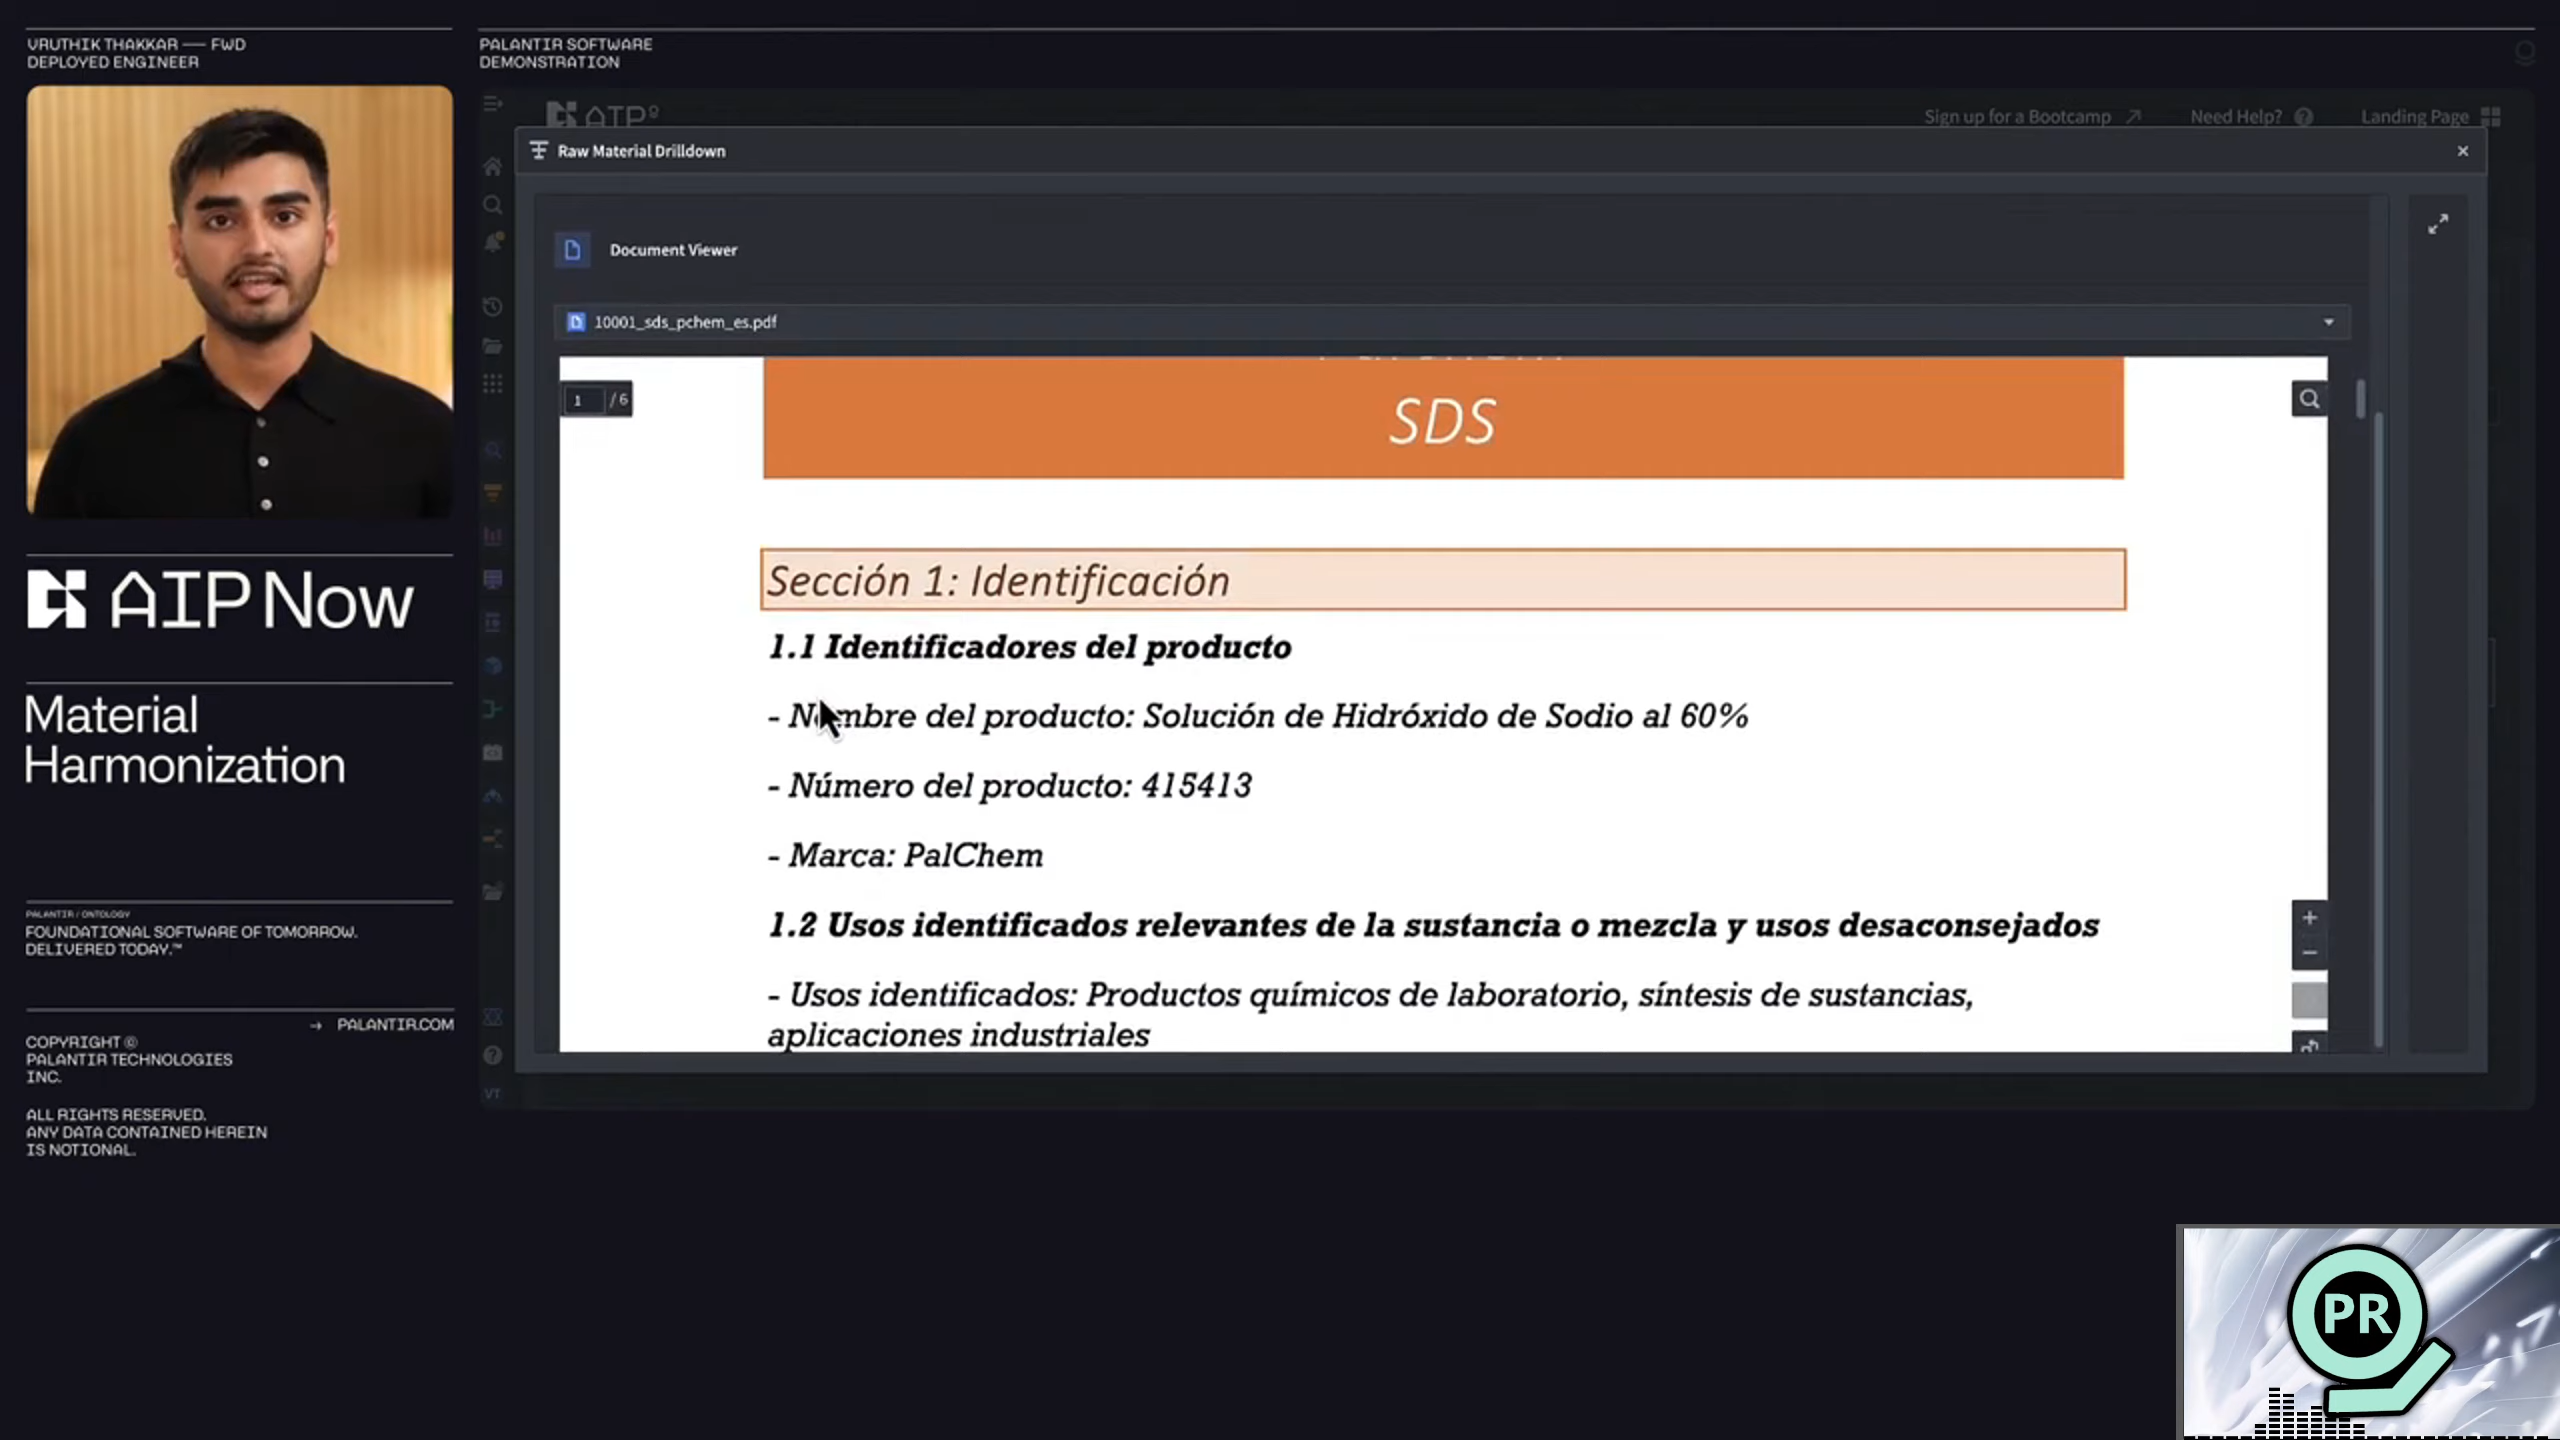 VRUTHIK THAKKAR — FWD
DEPLOYED ENGINEER
PALANTIR SOFTWARE
DEMONSTRATION
AIP
Sign up for a Bootcamp
Need Help?
Landing Page
Raw Material Drilldown
Document Viewer
10001_sds_pchem_es.pdf
1 / 6
SDS
Sección 1: Identificación
1.1 Identificadores del producto
- Nombre del producto: Solución de Hidróxido de Sodio al 60%
- Número del producto: 415413
- Marca: PalChem
1.2 Usos identificados relevantes de la sustancia o mezcla y usos desaconsejados
- Usos identificados: Productos químicos de laboratorio, síntesis de sustancias,
aplicaciones industriales
VT
AIP Now
Material
Harmonization
PALANTIR / ONTOLOGY
FOUNDATIONAL SOFTWARE OF TOMORROW.
DELIVERED TODAY.™
→ PALANTIR.COM
COPYRIGHT ©
PALANTIR TECHNOLOGIES
INC.
ALL RIGHTS RESERVED.
ANY DATA CONTAINED HEREIN
IS NOTIONAL.
PR